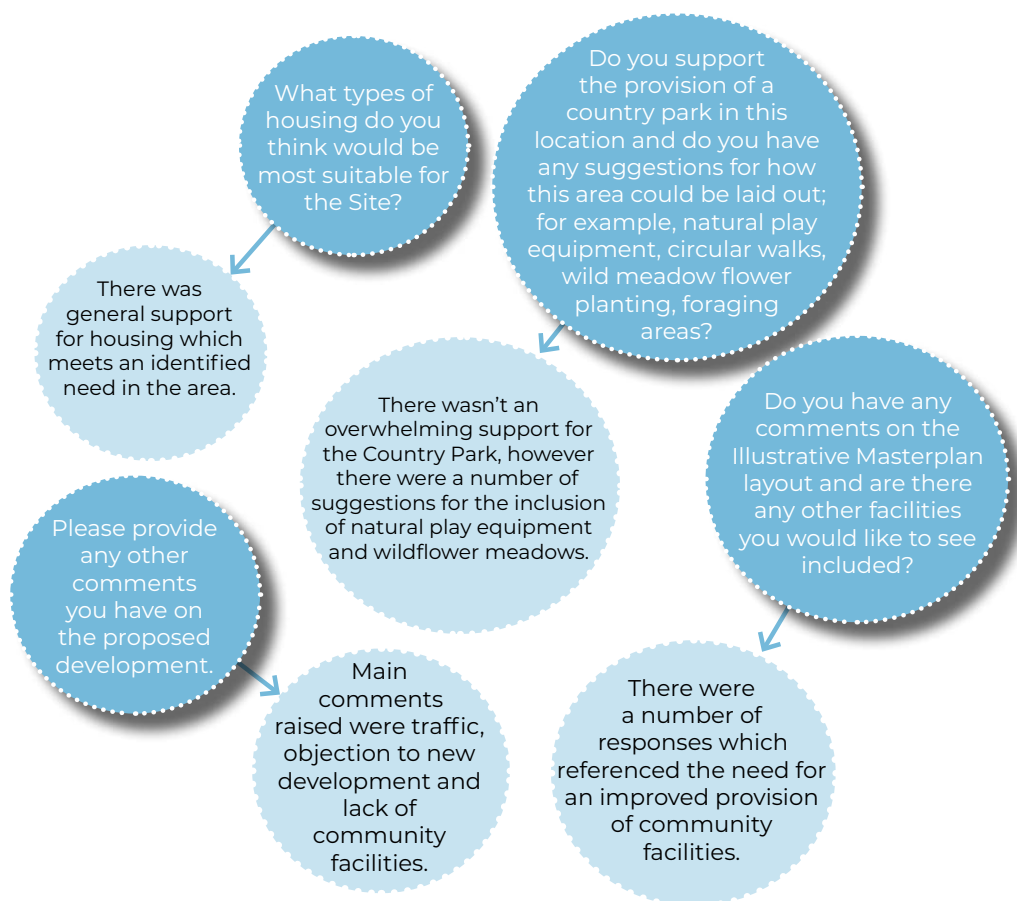 What types of
housing do you
think would be
most suitable for
the Site?
There was
general support
for housing which
meets an identified
need in the area.
Do you support
the provision of a
country park in this
location and do you have
any suggestions for how
this area could be laid out;
for example, natural play
equipment, circular walks,
wild meadow flower
planting, foraging
areas?
There wasn’t an
overwhelming support for
the Country Park, however
there were a number of
suggestions for the inclusion
of natural play equipment
and wildflower meadows.
Do you have any
comments on the
Illustrative Masterplan
layout and are there
any other facilities
you would like to see
included?
There were
a number of
responses which
referenced the need for
an improved provision
of community
facilities.
Please provide
any other
comments
you have on
the proposed
development.
Main
comments
raised were traffic,
objection to new
development and
lack of
community
facilities.